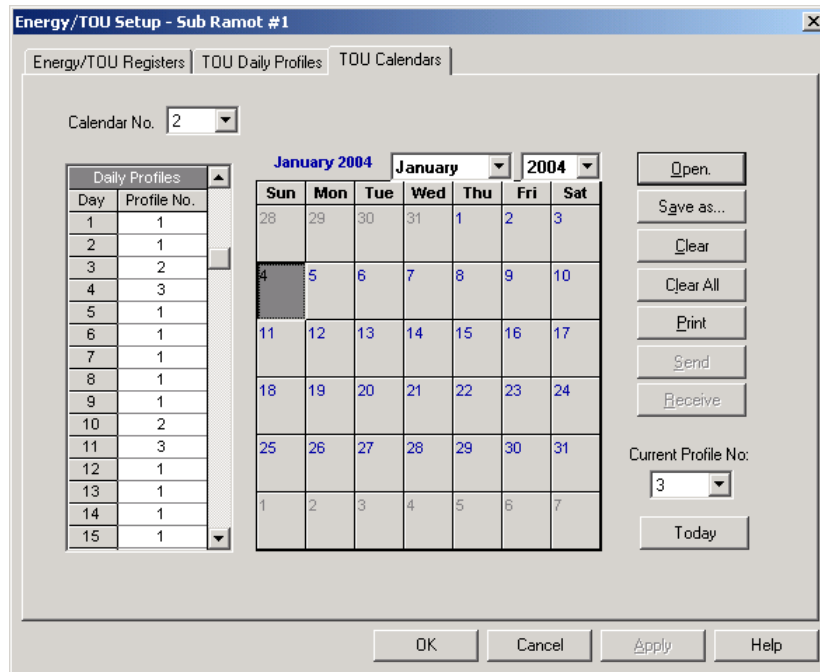 Energy/TOU Setup - Sub Ramot #1
Energy/TOU Registers TOU Daily Profiles TOU Calendars
Calendar No. 2
January 2004 January 2004
Daily Profiles
Day Profile No.
1 1
2 1
3 2
4 3
5 1
6 1
7 1
8 1
9 1
10 2
11 3
12 1
13 1
14 1
15 1
Sun Mon Tue Wed Thu Fri Sat
28 29 30 31 1 2 3
4 5 6 7 8 9 10
11 12 13 14 15 16 17
18 19 20 21 22 23 24
25 26 27 28 29 30 31
1 2 3 4 5 6 7
Open.
Save as...
Clear
Clear All
Print
Send
Receive
Current Profile No:
3
Today
OK Cancel Apply Help